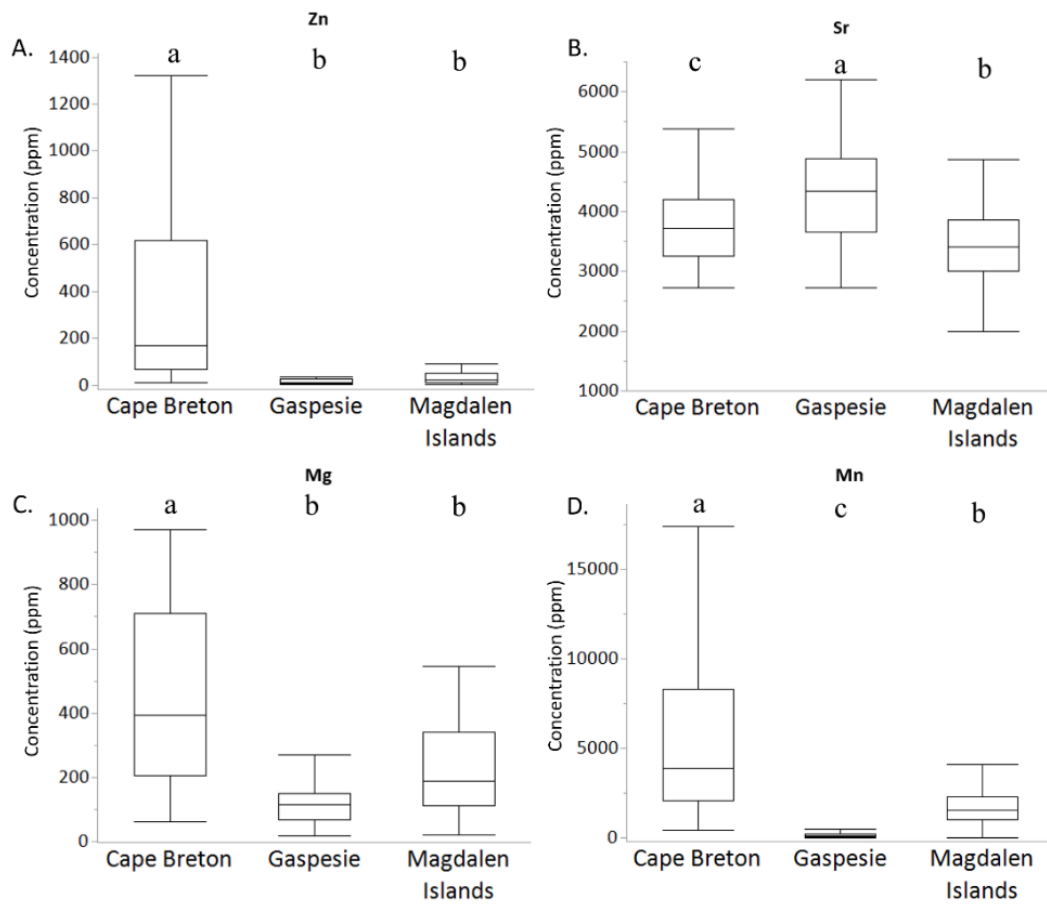 Zn
A.
a b b
Concentration (ppm)
1400
1200
1000
800
600
400
200
0
Cape Breton Gaspesie Magdalen
Islands
Sr
B.
c a b
Concentration (ppm)
6000
5000
4000
3000
2000
1000
Cape Breton Gaspesie Magdalen
Islands
Mg
C.
a b b
Concentration (ppm)
1000
800
600
400
200
0
Cape Breton Gaspesie Magdalen
Islands
Mn
D.
a c b
Concentration (ppm)
15000
10000
5000
0
Cape Breton Gaspesie Magdalen
Islands